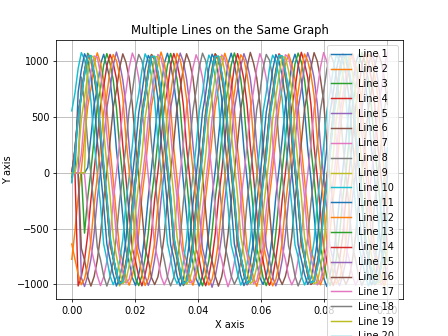 Multiple Lines on the Same Graph
Y axis
1000
500
0
−500
−1000
0.00
0.02
0.04
0.06
X axis
Line 1
Line 2
Line 3
Line 4
Line 5
Line 6
Line 7
Line 8
Line 9
Line 10
Line 11
Line 12
Line 13
Line 14
Line 15
Line 16
Line 17
Line 18
Line 19
Line 20